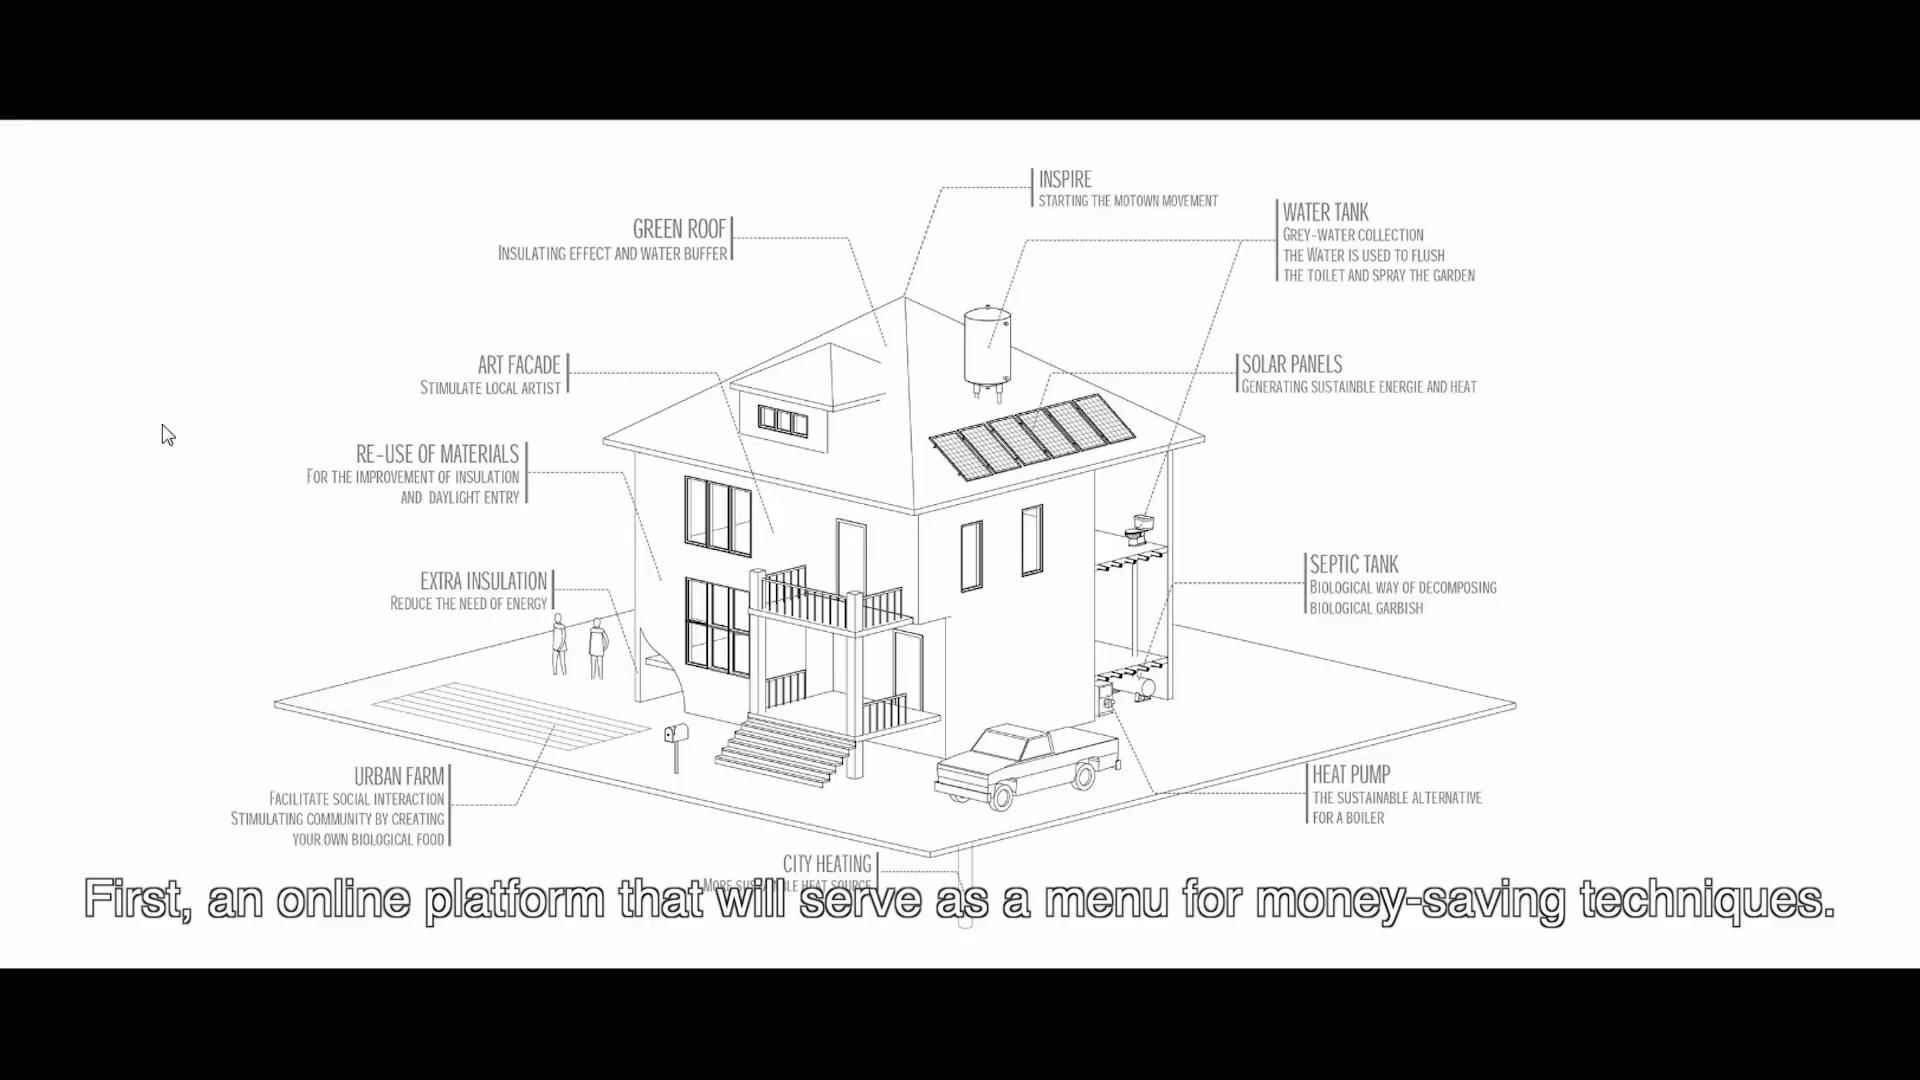 INSPIRE
STARTING THE MOTOWN MOVEMENT
GREEN ROOF
INSULATING EFFECT AND WATER BUFFER
WATER TANK
GREY-WATER COLLECTION
THE WATER IS USED TO FLUSH
THE TOILET AND SPRAY THE GARDEN
ART FACADE
STIMULATE LOCAL ARTIST
SOLAR PANELS
GENERATING SUSTAINBLE ENERGIE AND HEAT
RE-USE OF MATERIALS
FOR THE IMPROVEMENT OF INSULATION
AND DAYLIGHT ENTRY
EXTRA INSULATION
REDUCE THE NEED OF ENERGY
SEPTIC TANK
BIOLOGICAL WAY OF DECOMPOSING
BIOLOGICAL GARBISH
URBAN FARM
FACILITATE SOCIAL INTERACTION
STIMULATING COMMUNITY BY CREATING
YOUR OWN BIOLOGICAL FOOD
HEAT PUMP
THE SUSTAINABLE ALTERNATIVE
FOR A BOILER
CITY HEATING
MORE HEAT SOURCE
First, an online platform that will serve as a menu for money-saving techniques.